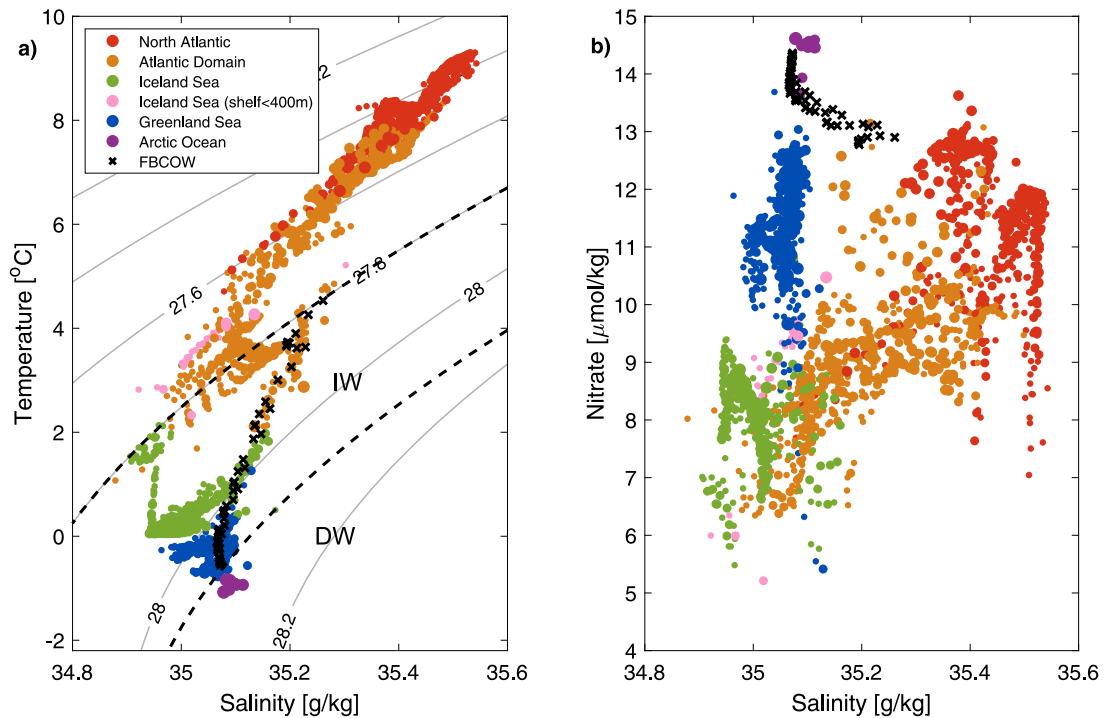 a)
North Atlantic
Atlantic Domain
Iceland Sea
Iceland Sea (shelf<400m)
Greenland Sea
Arctic Ocean
FBCOW
10
8
6
4
2
0
-2
Temperature [°C]
27.6
27.8
28
IW
DW
28
28.2
34.8
35
35.2
35.4
35.6
Salinity [g/kg]
b)
15
14
13
12
11
10
9
8
7
6
5
4
Nitrate [μmol/kg]
34.8
35
35.2
35.4
35.6
Salinity [g/kg]